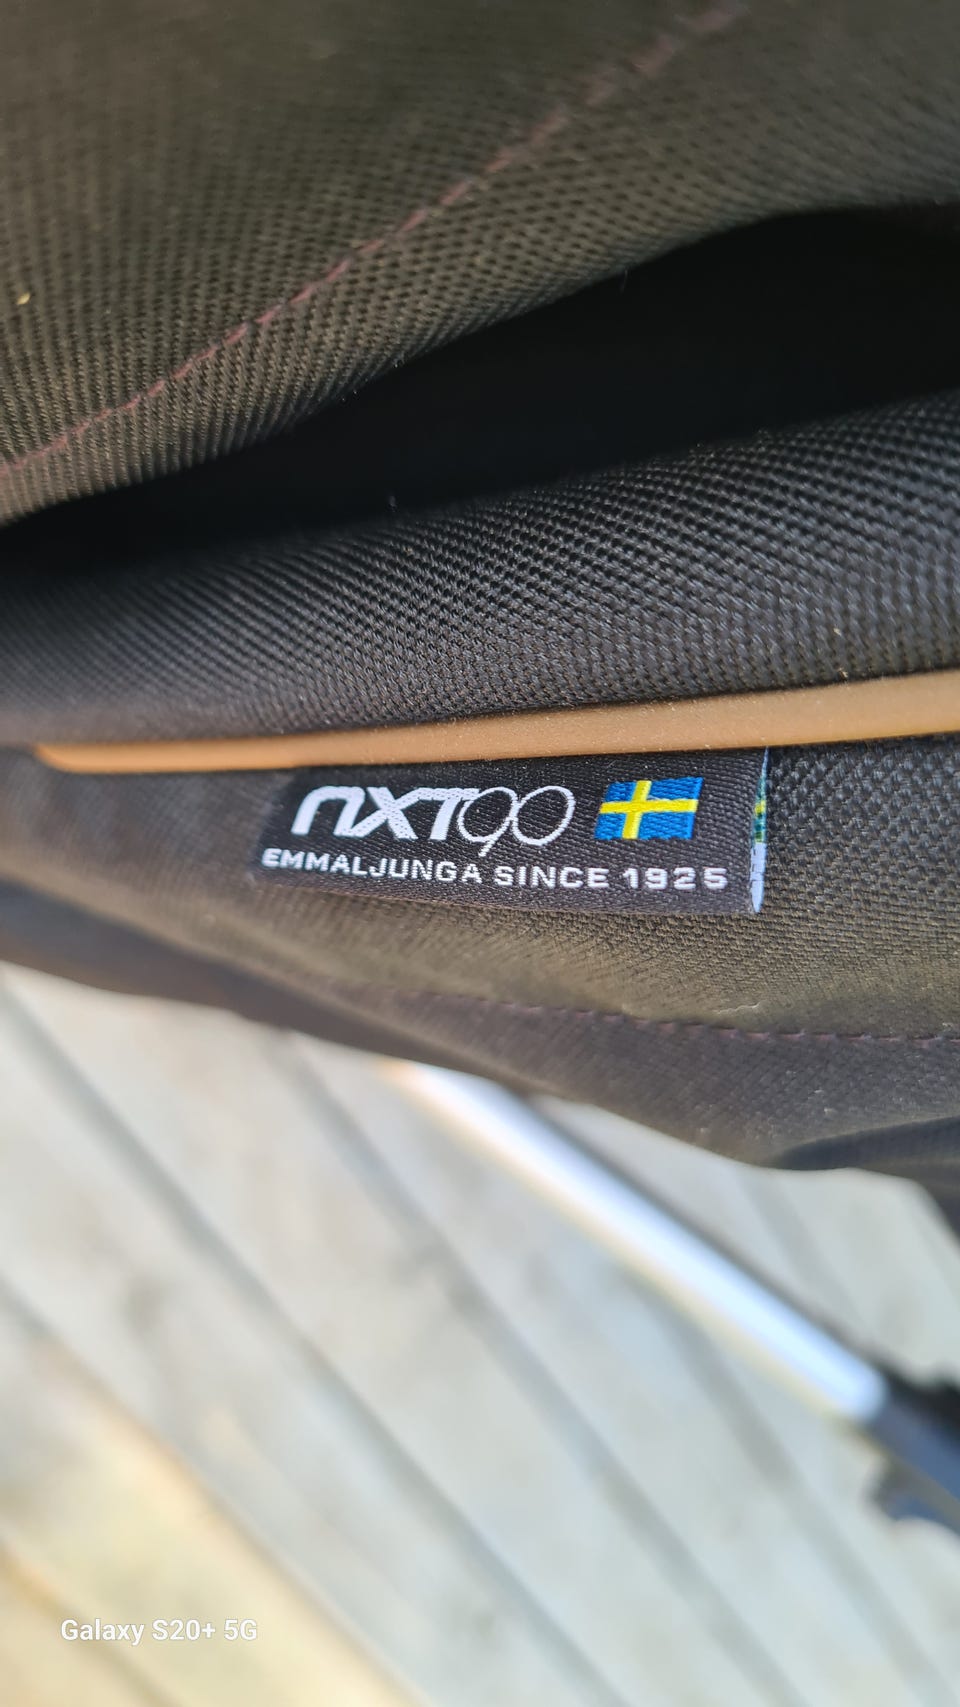 nXT90
EMMALJUNGA SINCE 1925
Galaxy S20+ 5G